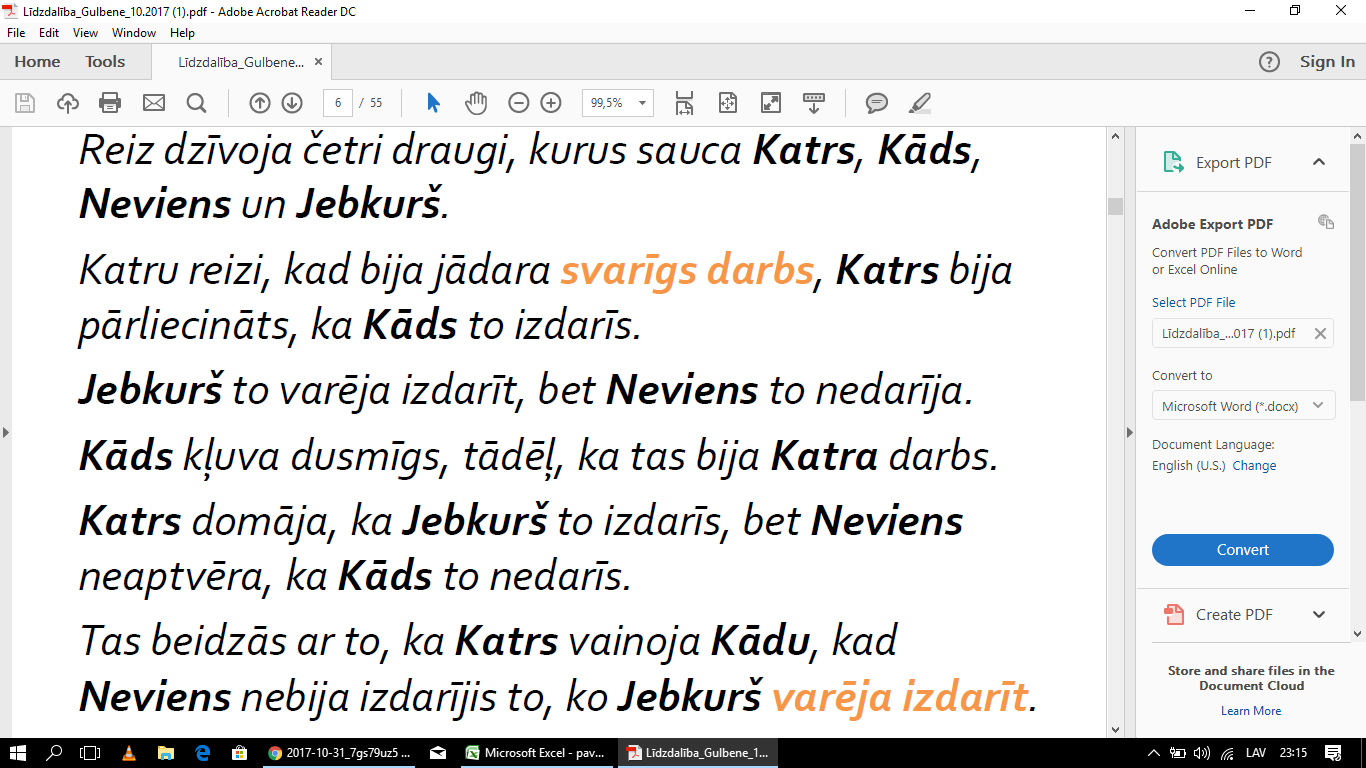 Līdzdalība_Gulbene_10.2017 (1).pdf - Adobe Acrobat Reader DC
File Edit View Window Help
Home Tools Līdzdalība_Gulbene... × Sign In
6 / 55 99,5%
Reiz dzīvoja četri draugi, kurus sauca Katrs, Kāds,
Neviens un Jebkurš.
Katru reizi, kad bija jādara svarīgs darbs, Katrs bija
pārliecināts, ka Kāds to izdarīs.
Jebkurš to varēja izdarīt, bet Neviens to nedarīja.
Kāds kļuva dusmīgs, tādēļ, ka tas bija Katra darbs.
Katrs domāja, ka Jebkurš to izdarīs, bet Neviens
neaptvēra, ka Kāds to nedarīs.
Tas beidzās ar to, ka Katrs vainoja Kādu, kad
Neviens nebija izdarījis to, ko Jebkurš varēja izdarīt.
Export PDF
Adobe Export PDF
Convert PDF Files to Word
or Excel Online
Select PDF File
Līdzdalība_...017 (1).pdf
Convert to
Microsoft Word (*.docx)
Document Language:
English (U.S.) Change
Convert
Create PDF
Store and share files in the
Document Cloud
Learn More
2017-10-31_7gs79uz5 ... Microsoft Excel - pav... Līdzdalība_Gulbene_1... LAV 23:15